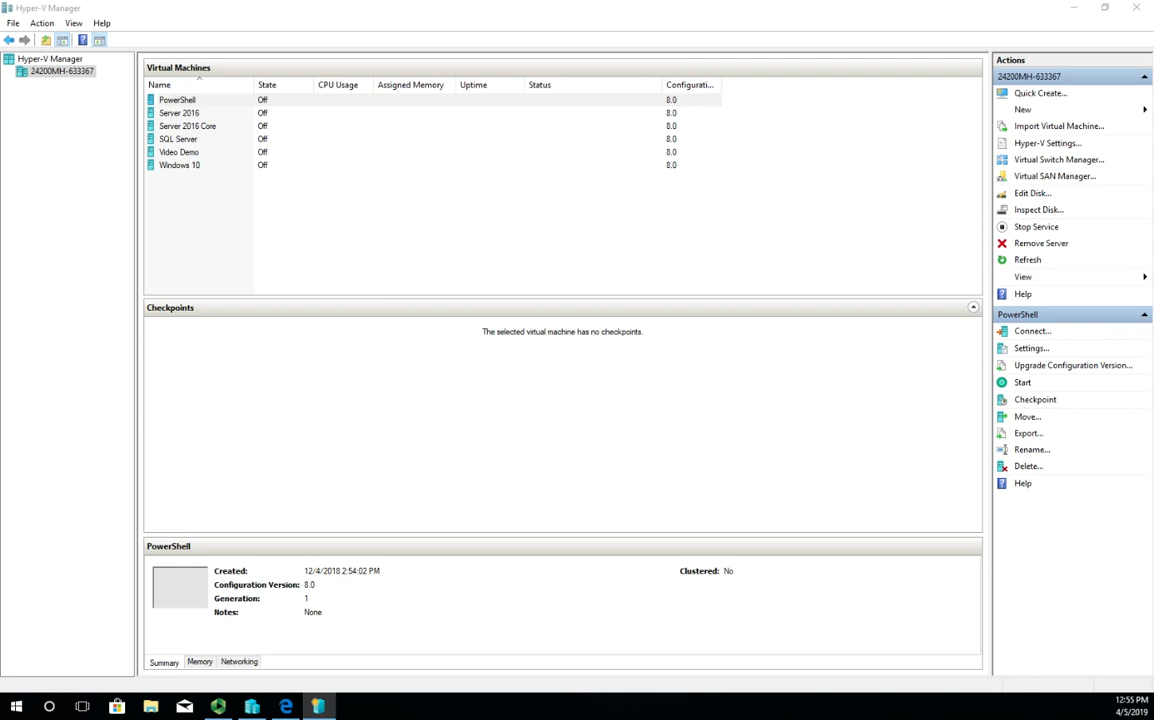 Hyper-V Manager
File Action View Help
Hyper-V Manager
24200MH-633367
Virtual Machines
Name State CPU Usage Assigned Memory Uptime Status Configurati...
PowerShell Off 8.0
Server 2016 Off 8.0
Server 2016 Core Off 8.0
SQL Server Off 8.0
Video Demo Off 8.0
Windows 10 Off 8.0
Checkpoints
The selected virtual machine has no checkpoints.
PowerShell
Created: 12/4/2018 2:54:02 PM Clustered: No
Configuration Version: 8.0
Generation: 1
Notes: None
Summary Memory Networking
Actions
24200MH-633367
Quick Create...
New
Import Virtual Machine...
Hyper-V Settings...
Virtual Switch Manager...
Virtual SAN Manager...
Edit Disk...
Inspect Disk...
Stop Service
Remove Server
Refresh
View
Help
PowerShell
Connect...
Settings...
Upgrade Configuration Version...
Start
Checkpoint
Move...
Export...
Rename...
Delete...
Help
12:55 PM
4/5/2019